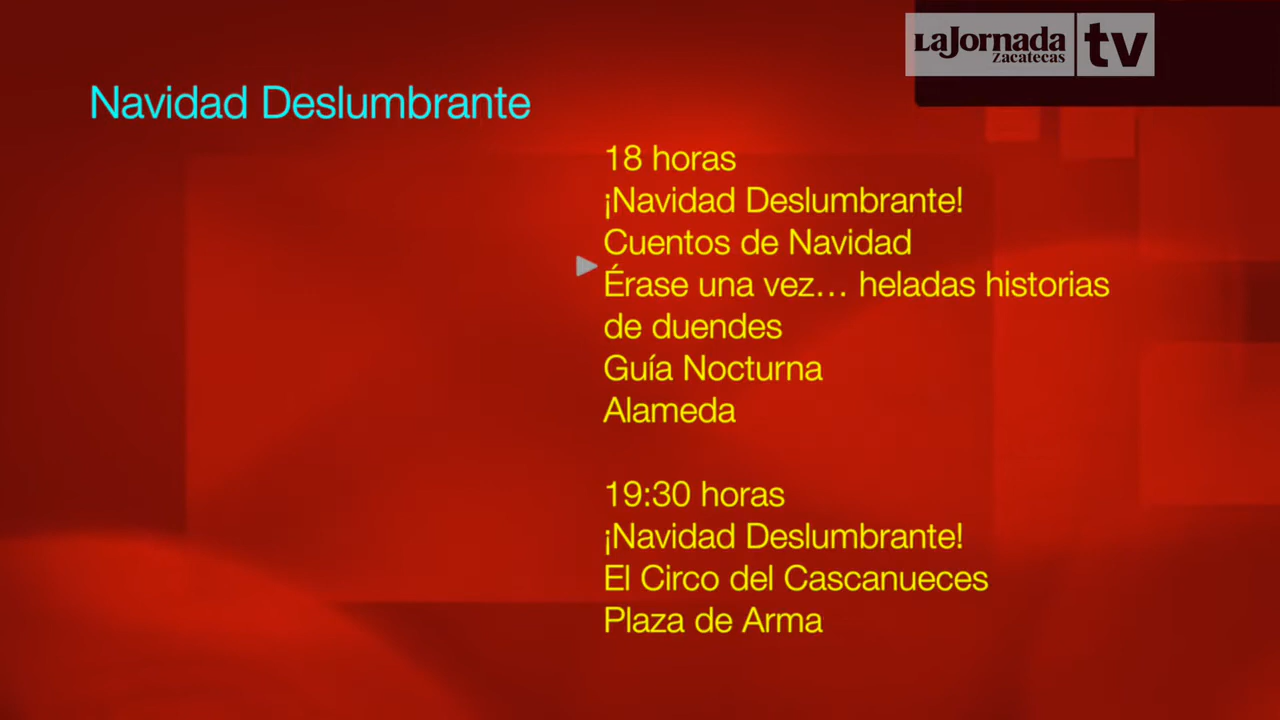 LaJornada
Zacatecas
tv
Navidad Deslumbrante
18 horas
¡Navidad Deslumbrante!
Cuentos de Navidad
Érase una vez... heladas historias
de duendes
Guía Nocturna
Alameda
19:30 horas
¡Navidad Deslumbrante!
El Circo del Cascanueces
Plaza de Arma